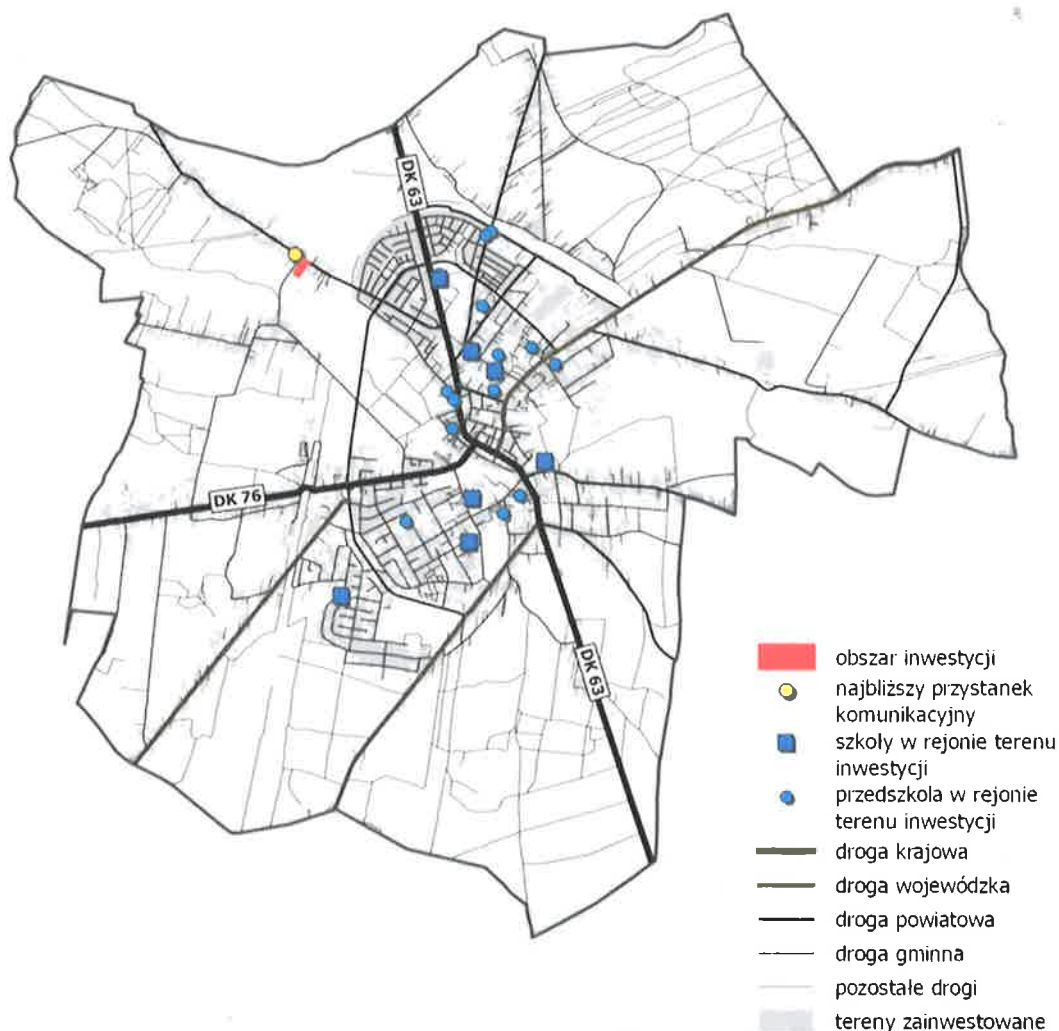 DK 63
DK 76
DK 63
obszar inwestycji
najbliższy przystanek
komunikacyjny
szkoły w rejonie terenu
inwestycji
przedszkola w rejonie
terenu inwestycji
droga krajowa
droga wojewódzka
droga powiatowa
droga gminna
pozostałe drogi
tereny zainwestowane